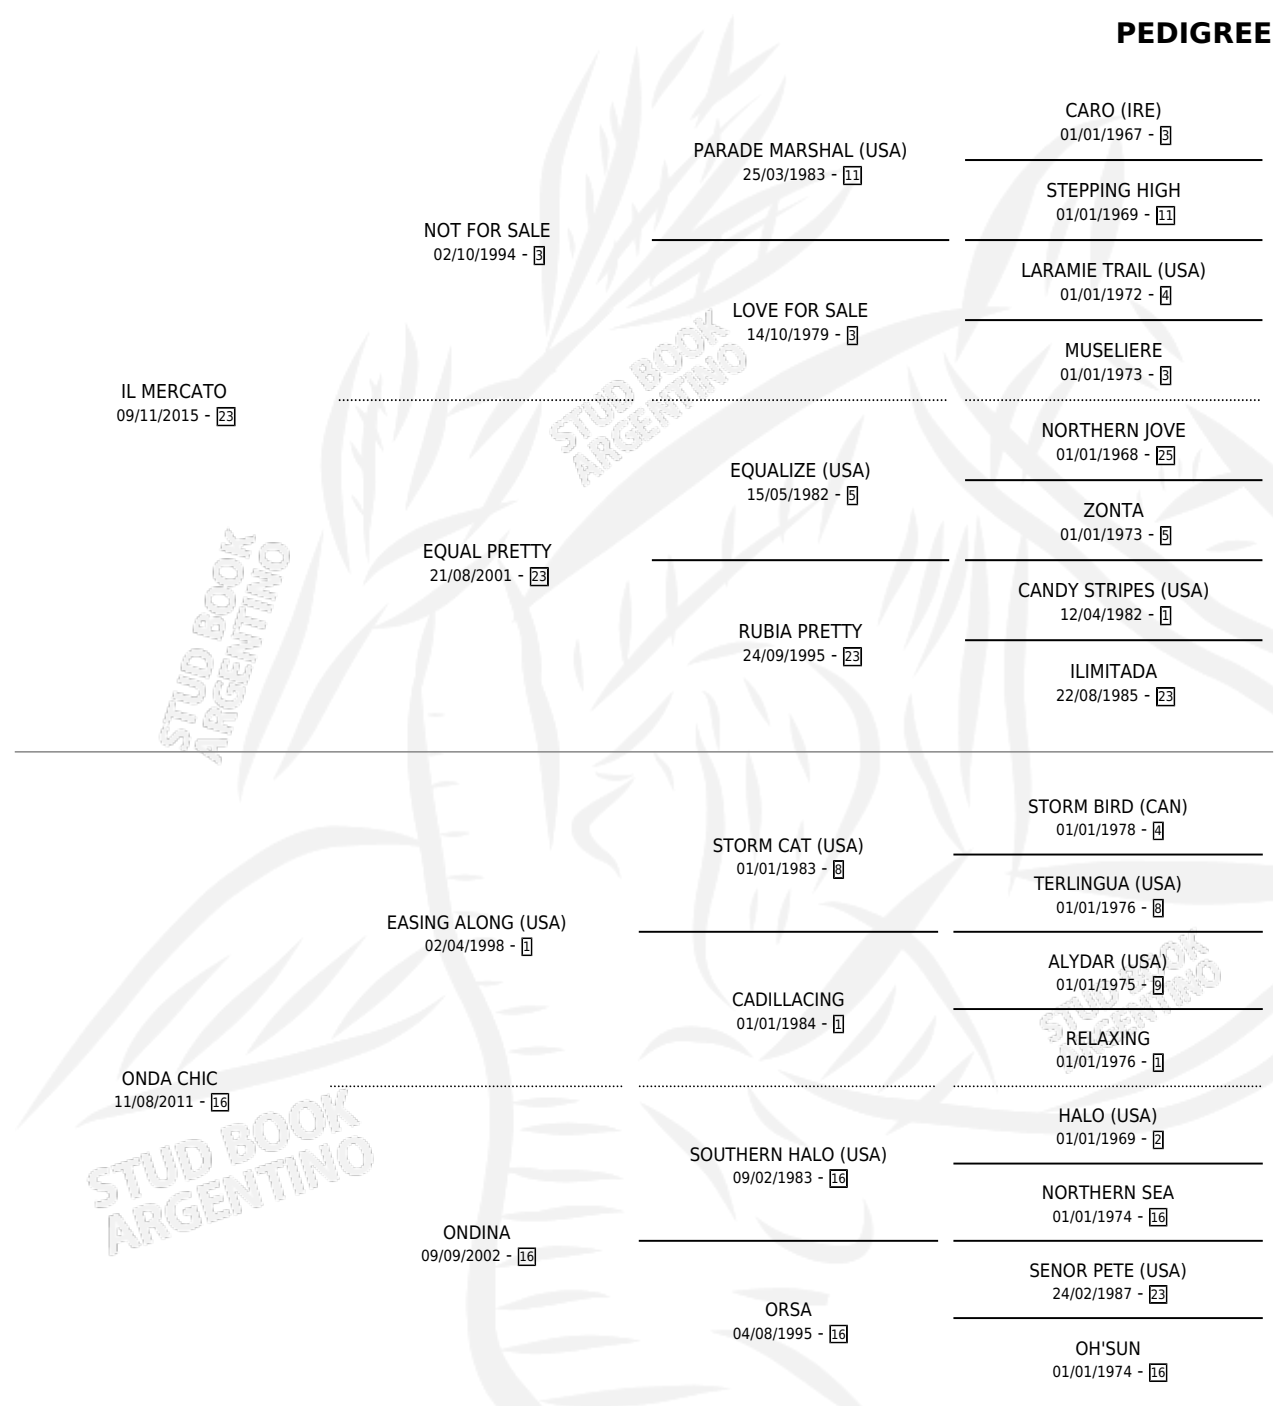 PEDIGREE
CARO (IRE)
01/01/1967 - 3
PARADE MARSHAL (USA)
25/03/1983 - 11
STEPPING HIGH
01/01/1969 - 11
NOT FOR SALE
02/10/1994 - 3
LARAMIE TRAIL (USA)
01/01/1972 - 4
LOVE FOR SALE
14/10/1979 - 3
MUSELIERE
01/01/1973 - 3
IL MERCATO
09/11/2015 - 23
NORTHERN JOVE
01/01/1968 - 25
EQUALIZE (USA)
15/05/1982 - 5
ZONTA
01/01/1973 - 5
EQUAL PRETTY
21/08/2001 - 23
CANDY STRIPES (USA)
12/04/1982 - 1
RUBIA PRETTY
24/09/1995 - 23
ILIMITADA
22/08/1985 - 23
STORM BIRD (CAN)
01/01/1978 - 4
STORM CAT (USA)
01/01/1983 - 8
TERLINGUA (USA)
01/01/1976 - 8
EASING ALONG (USA)
02/04/1998 - 1
ALYDAR (USA)
01/01/1975 - 9
CADILLACING
01/01/1984 - 1
RELAXING
01/01/1976 - 1
ONDA CHIC
11/08/2011 - 16
HALO (USA)
01/01/1969 - 2
SOUTHERN HALO (USA)
09/02/1983 - 16
NORTHERN SEA
01/01/1974 - 16
ONDINA
09/09/2002 - 16
SENOR PETE (USA)
24/02/1987 - 23
ORSA
04/08/1995 - 16
OH'SUN
01/01/1974 - 16
STUD BOOK
ARGENTINO
STUD BOOK
ARGENTINO
STUD BOOK
ARGENTINO
STUD BOOK
ARGENTINO